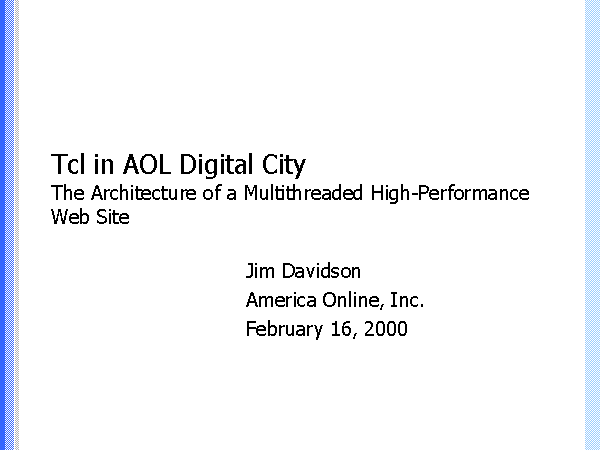 Tcl in AOL Digital City
The Architecture of a Multithreaded High-Performance
Web Site
Jim Davidson
America Online, Inc.
February 16, 2000